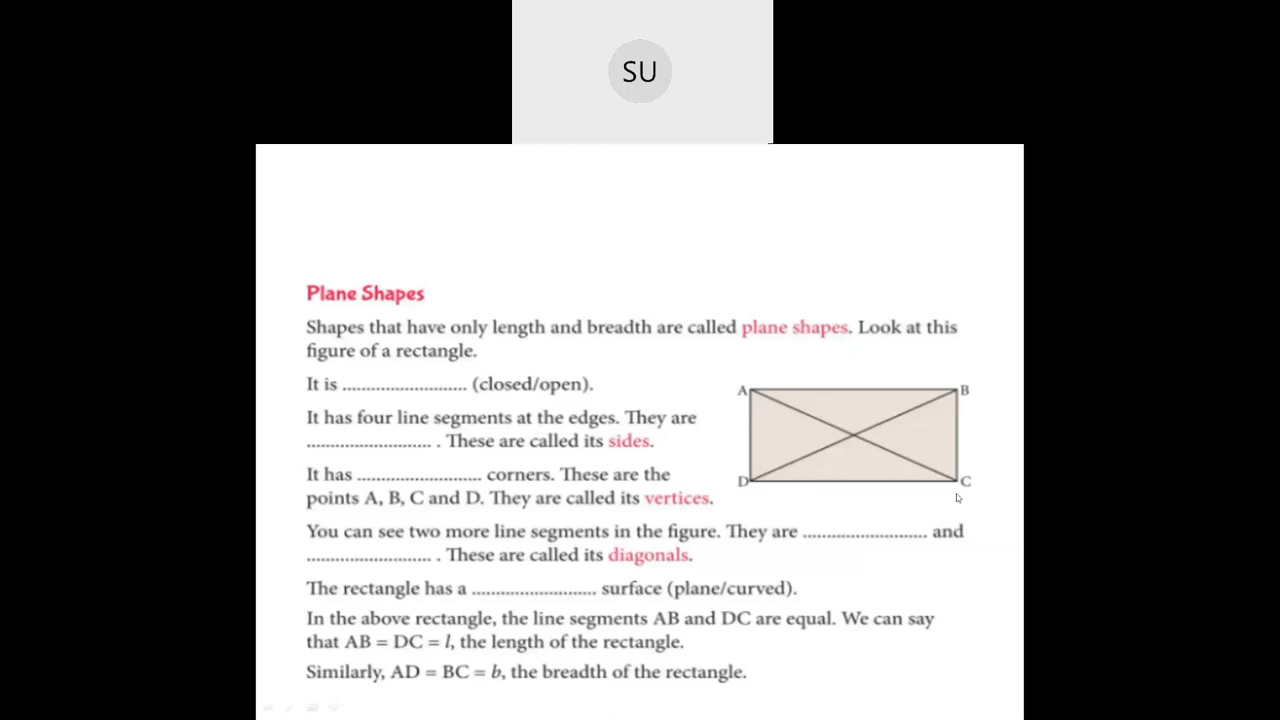 SU
Plane Shapes
Shapes that have only length and breadth are called plane shapes. Look at this
figure of a rectangle.
It is .......................... (closed/open).
It has four line segments at the edges. They are
.......................... . These are called its sides.
It has .......................... corners. These are the
points A, B, C and D. They are called its vertices.
A
B
D
C
You can see two more line segments in the figure. They are .......................... and
.......................... . These are called its diagonals.
The rectangle has a .......................... surface (plane/curved).
In the above rectangle, the line segments AB and DC are equal. We can say
that AB = DC = l, the length of the rectangle.
Similarly, AD = BC = b, the breadth of the rectangle.